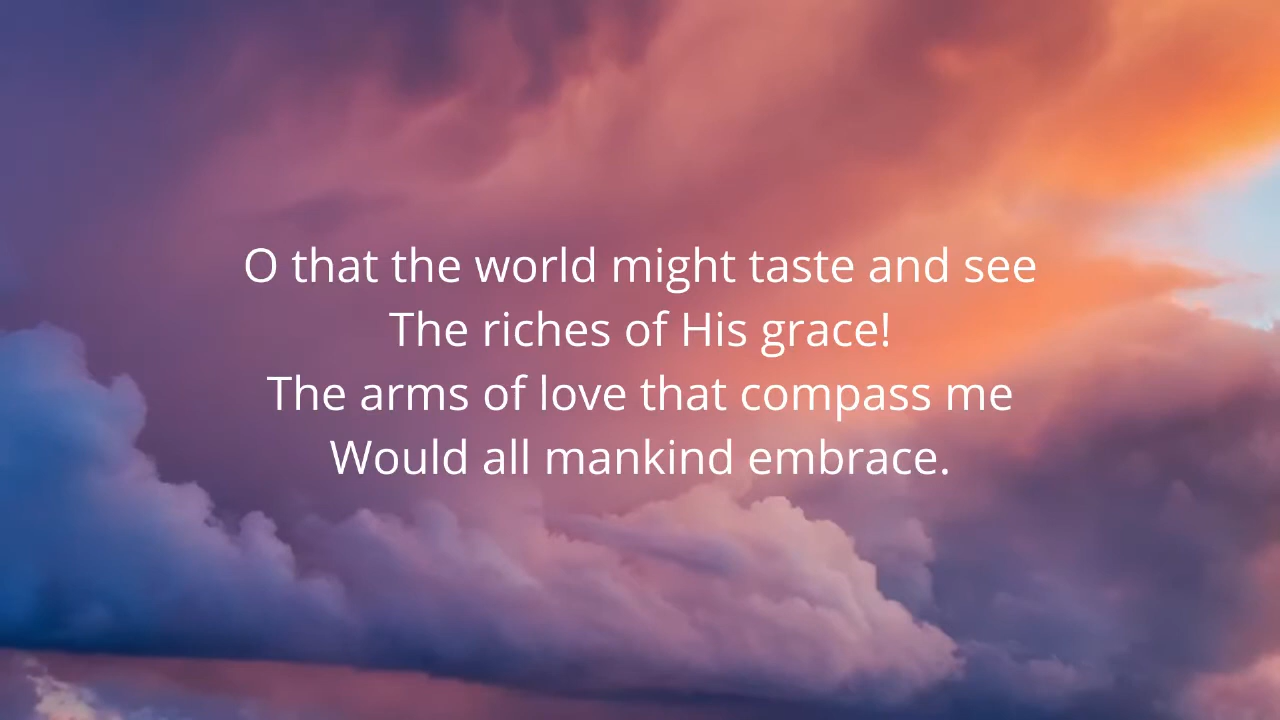 O that the world might taste and see
The riches of His grace!
The arms of love that compass me
Would all mankind embrace.